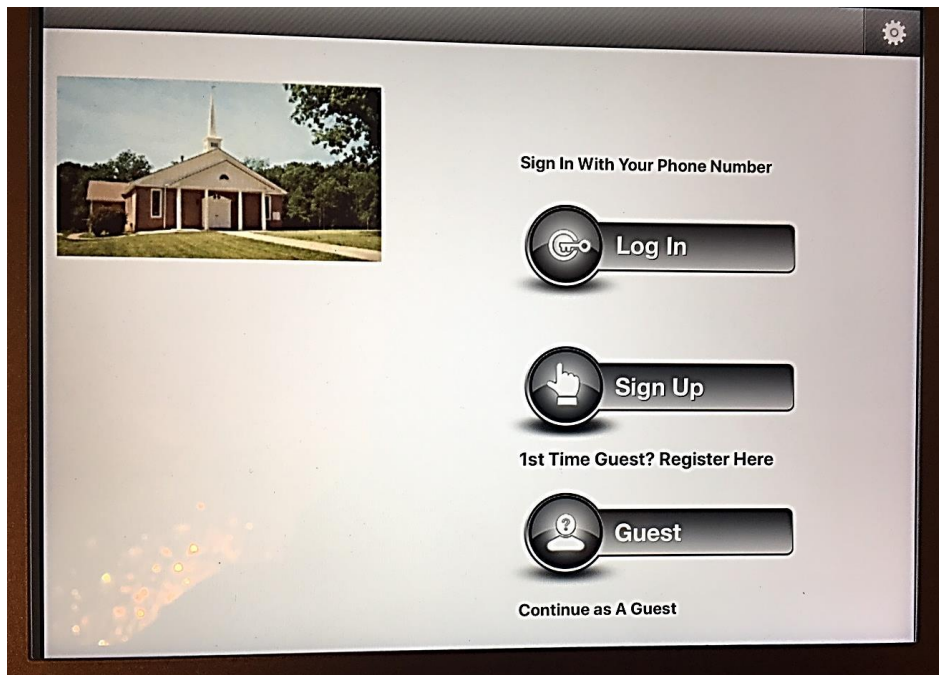 Sign In With Your Phone Number
Log In
Sign Up
1st Time Guest? Register Here
?
Guest
Continue as A Guest